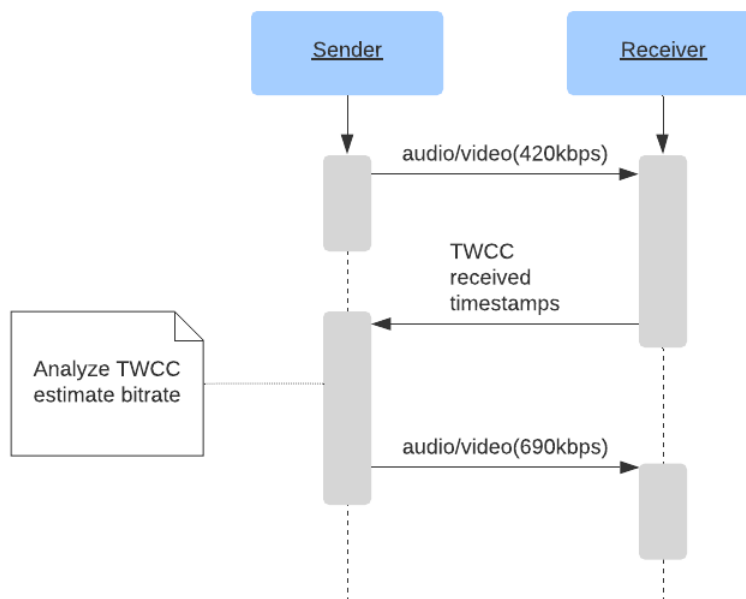 Sender
Receiver
audio/video(420kbps)
TWCC
received
timestamps
Analyze TWCC
estimate bitrate
audio/video(690kbps)